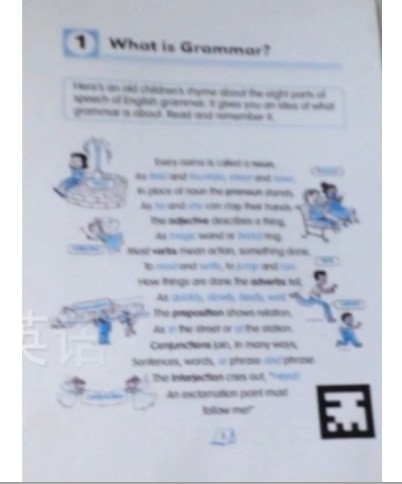 1 What is Grammar?
Here's an old children's rhyme about the eight parts of
speech of English grammar. It gives you an idea of what
grammar is about. Read and remember it.
Every name is called a noun,
As field and fountain, street and town.
In place of noun the pronoun stands,
As he and she can clap their hands.
The adjective describes a thing,
As magic wand or bridal ring.
Most verbs mean action, something done,
To read and write, to jump and run.
How things are done the adverbs tell,
As quickly, slowly, badly, well.
The preposition shows relation,
As in the street or at the station.
Conjunctions join, in many ways,
Sentences, words, or phrase and phrase.
The interjection cries out, "Heed!
An exclamation point must
follow me!"
英语